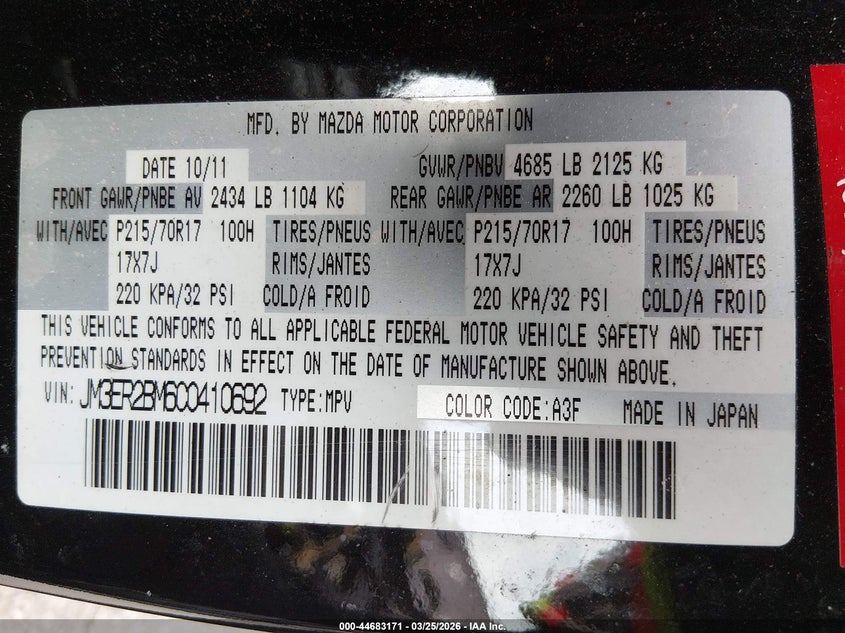 MFD. BY MAZDA MOTOR CORPORATION
DATE 10/11 GVWR/PNBV 4685 LB 2125 KG
FRONT GAWR/PNBE AV 2434 LB 1104 KG REAR GAWR/PNBE AR 2260 LB 1025 KG
WITH/AVEC P215/70R17 100H TIRES/PNEUS WITH/AVEC P215/70R17 100H TIRES/PNEUS
17X7J RIMS/JANTES 17X7J RIMS/JANTES
220 KPA/32 PSI COLD/A FROID 220 KPA/32 PSI COLD/A FROID
THIS VEHICLE CONFORMS TO ALL APPLICABLE FEDERAL MOTOR VEHICLE SAFETY AND THEFT
PREVENTION STANDARDS IN EFFECT ON THE DATE OF MANUFACTURE SHOWN ABOVE.
VIN: JM3ER2BM6C0410692 TYPE:MPV COLOR CODE:A3F MADE IN JAPAN
000-44683171 - 03/25/2026 - IAA Inc.